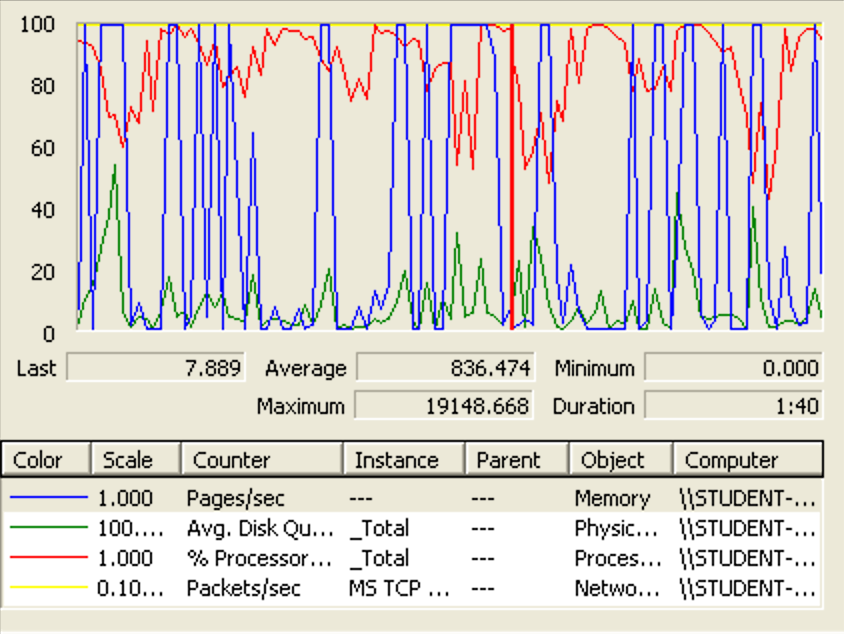 100
80
60
40
20
0
Last 7.889 Average 836.474 Minimum 0.000
Maximum 19148.668 Duration 1:40
Color Scale Counter Instance Parent Object Computer
1.000 Pages/sec --- --- Memory \\STUDENT-...
100.... Avg. Disk Qu... _Total --- Physic... \\STUDENT-...
1.000 % Processor... _Total --- Proces... \\STUDENT-...
0.10... Packets/sec MS TCP ... --- Netwo... \\STUDENT-...